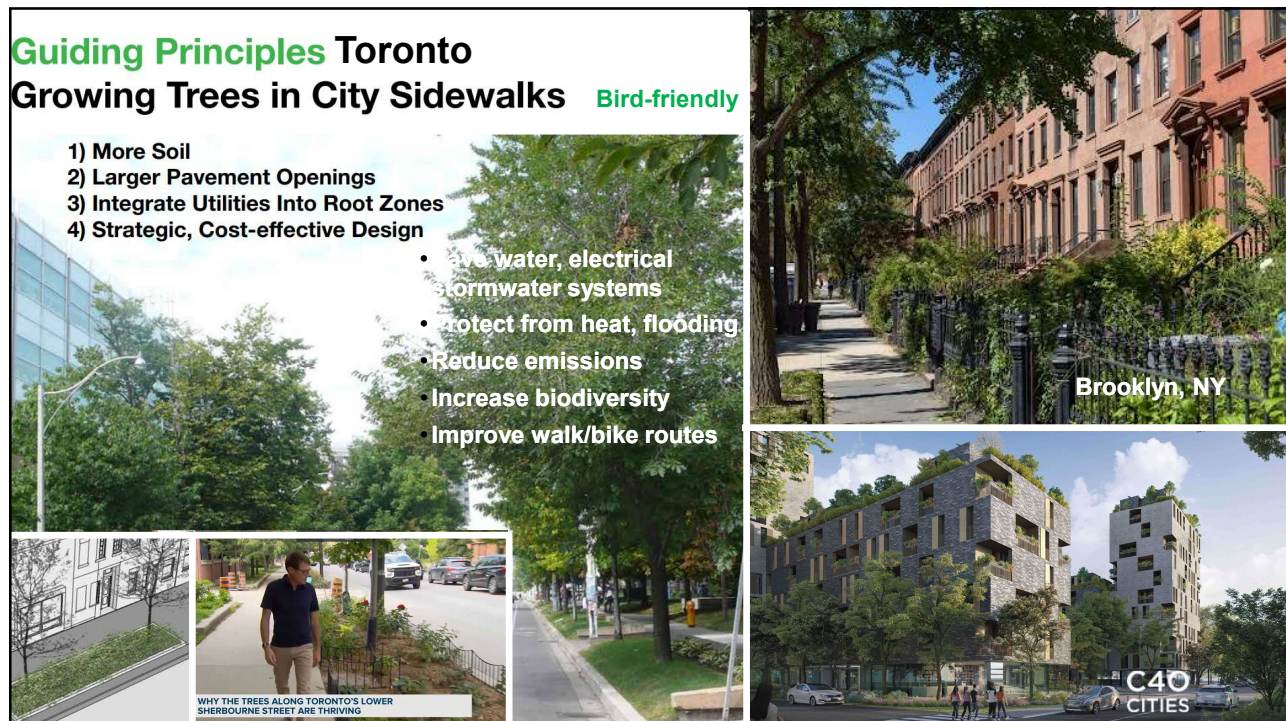 Guiding Principles Toronto
Growing Trees in City Sidewalks
Bird-friendly
1) More Soil
2) Larger Pavement Openings
3) Integrate Utilities Into Root Zones
4) Strategic, Cost-effective Design
• water, electrical
stormwater systems
• Protect from heat, flooding
• Reduce emissions
• Increase biodiversity
• Improve walk/bike routes
WHY THE TREES ALONG TORONTO'S LOWER
SHERBOURNE STREET ARE THRIVING
Brooklyn, NY
C40
CITIES